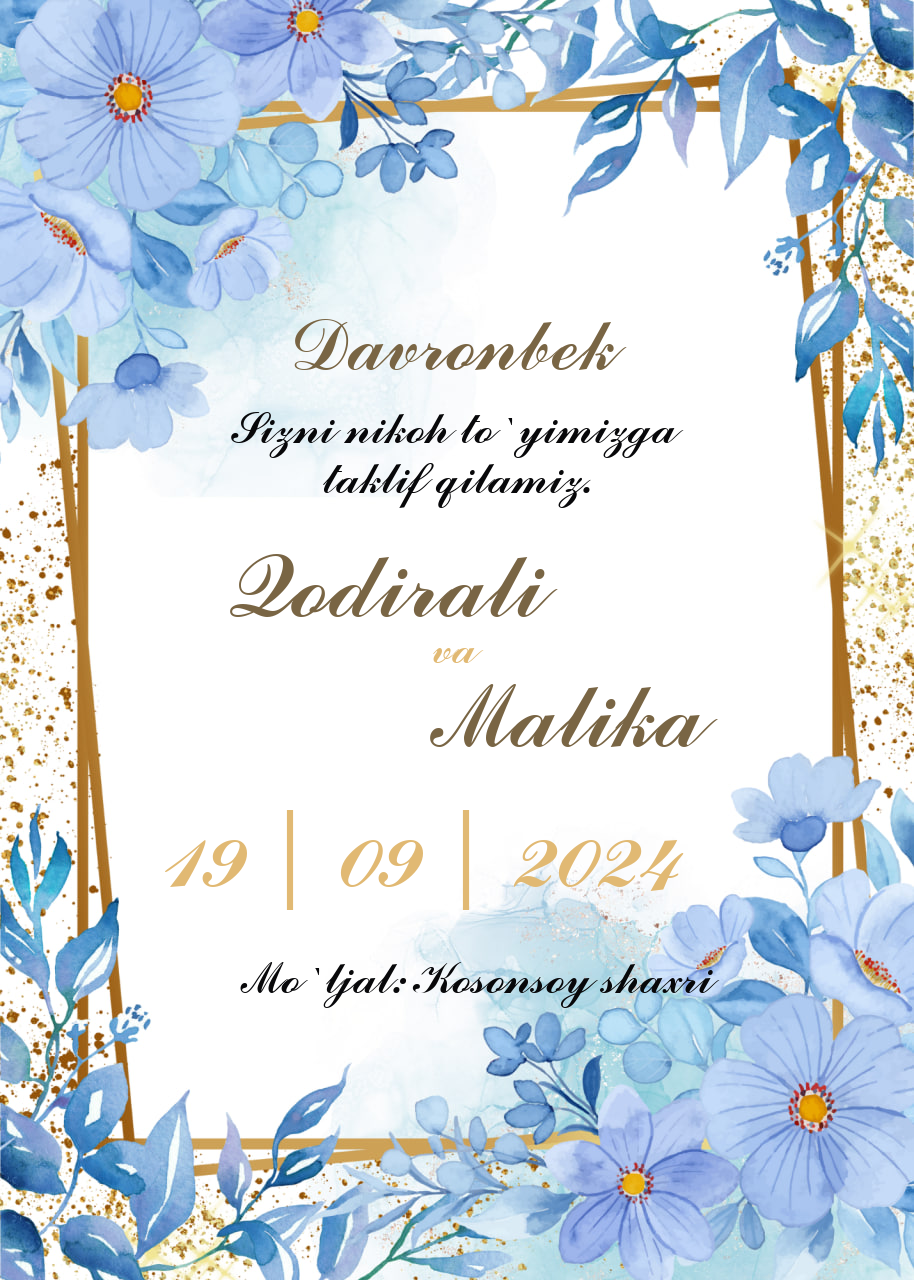 Davronbek
Sizni nikoh to`yimizga
taklif qilamiz.
Qodirali
va
Malika
19 | 09 | 2024
Mo`ljal: Kosonsoy shaxri